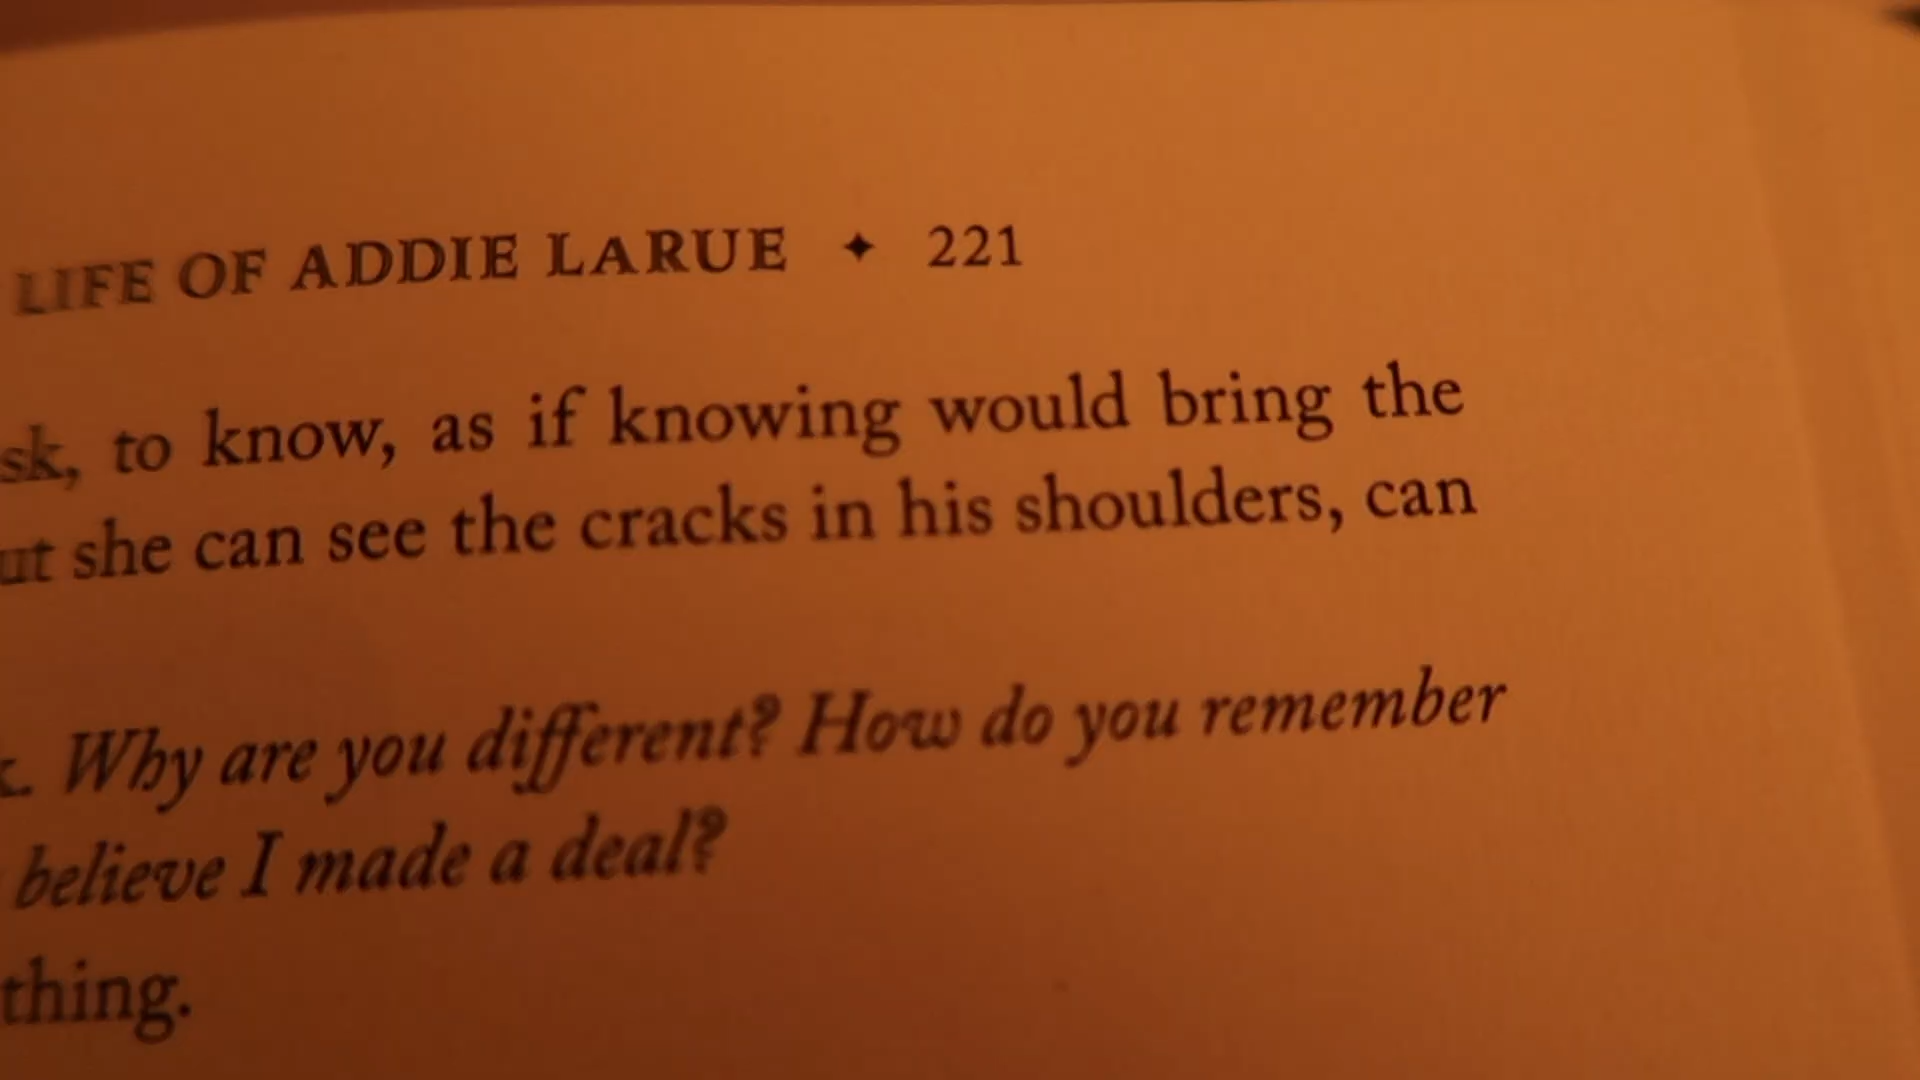 LIFE OF ADDIE LARUE ✦ 221
sk, to know, as if knowing would bring the
ut she can see the cracks in his shoulders, can
k. Why are you different? How do you remember
believe I made a deal?
thing.